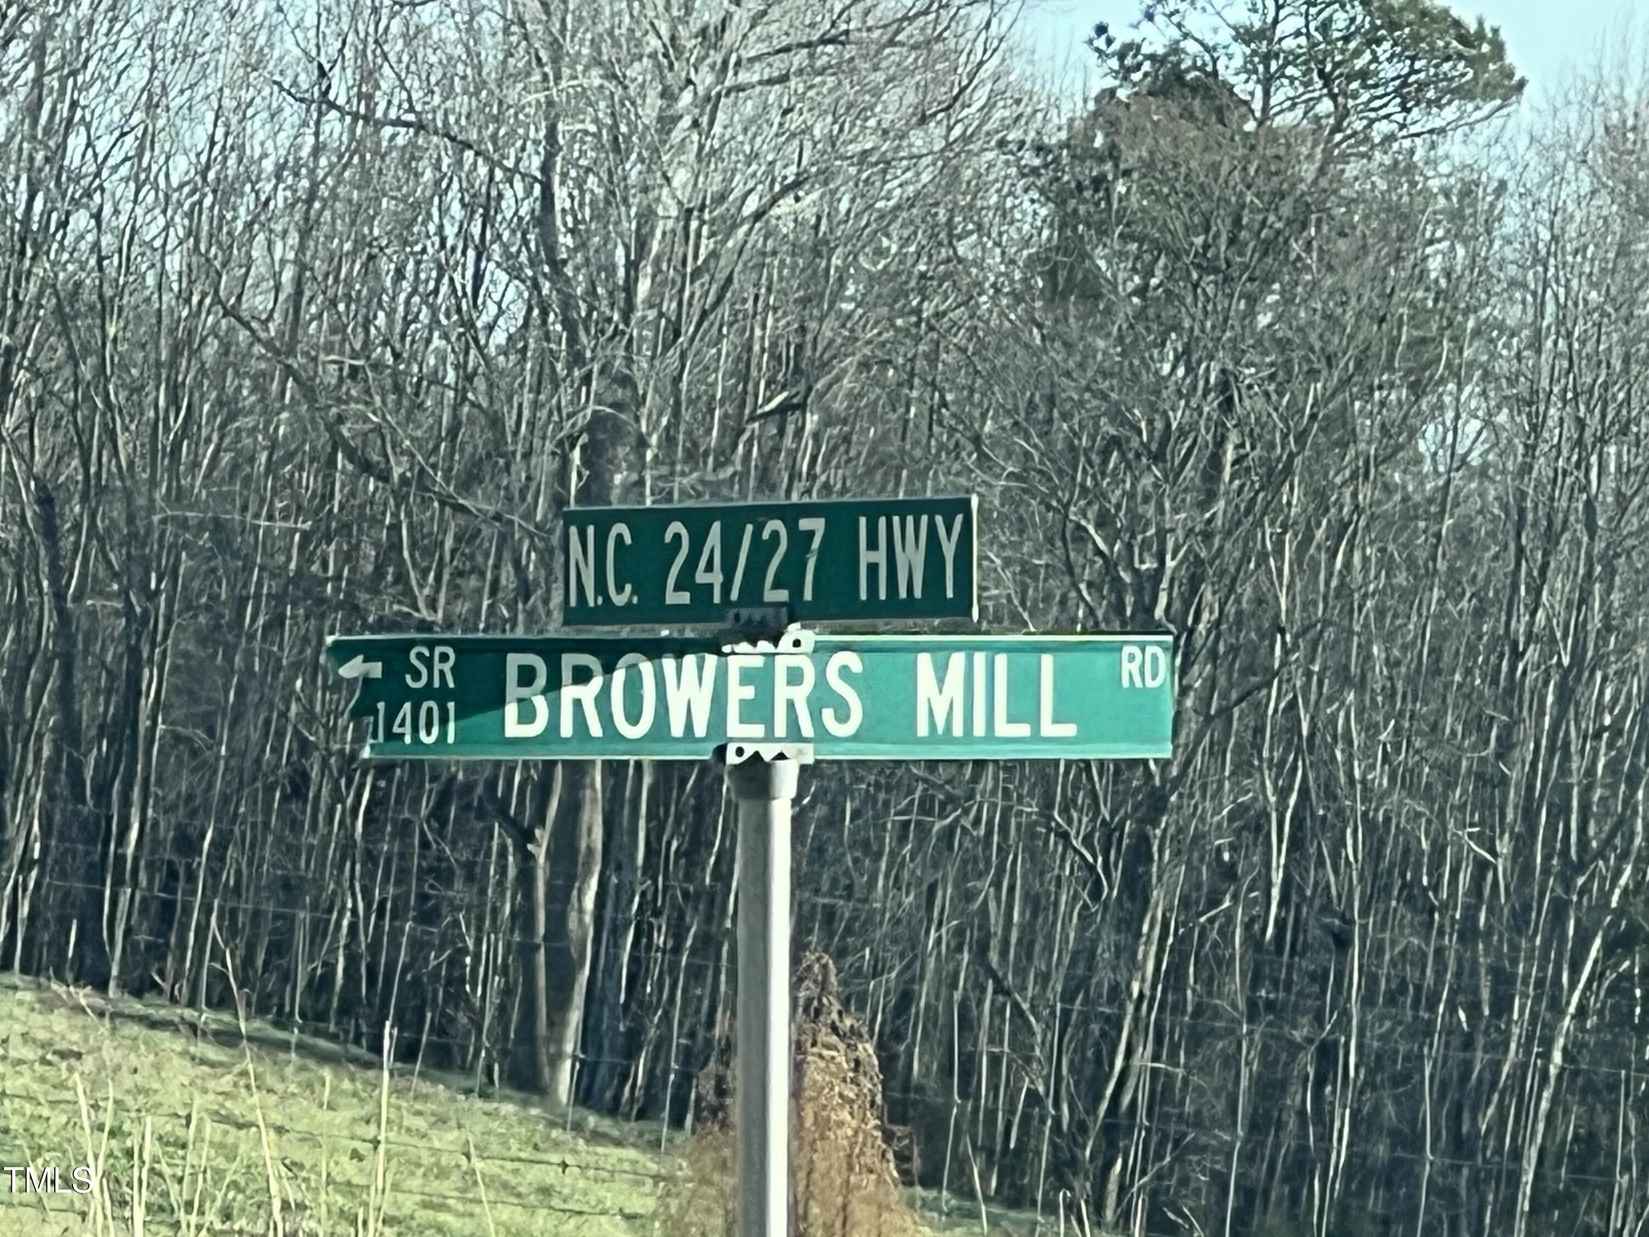 N.C. 24/27 HWY
← SR 1401 BROWERS MILL RD
TMLS